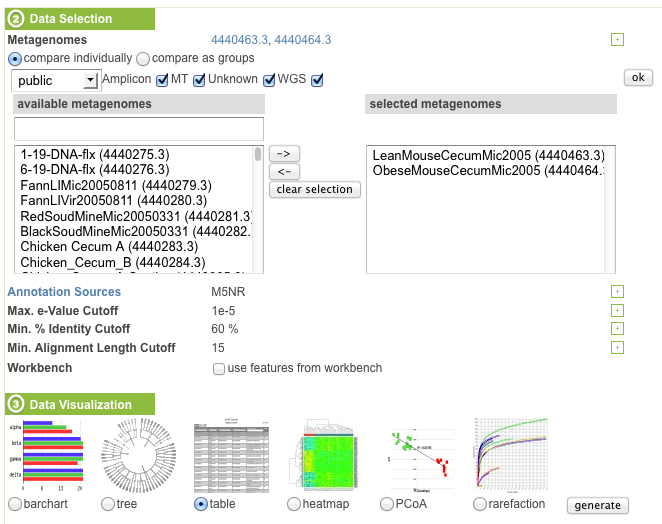 2 Data Selection
Metagenomes 4440463.3, 4440464.3
compare individually compare as groups
public Amplicon MT Unknown WGS ok
available metagenomes selected metagenomes
1-19-DNA-flx (4440275.3)
6-19-DNA-flx (4440276.3)
FannLIMic20050811 (4440279.3)
FannLIVir20050811 (4440280.3)
RedSoudMineMic20050331 (4440281.3)
BlackSoudMineMic20050331 (4440282.
Chicken Cecum A (4440283.3)
Chicken_Cecum_B (4440284.3)
->
<-
clear selection
LeanMouseCecumMic2005 (4440463.3)
ObeseMouseCecumMic2005 (4440464.
Annotation Sources M5NR
Max. e-Value Cutoff 1e-5
Min. % Identity Cutoff 60 %
Min. Alignment Length Cutoff 15
Workbench use features from workbench
3 Data Visualization
alpha
beta
gamma
delta
0 6 13 20
barchart tree table heatmap PCoA rarefaction generate